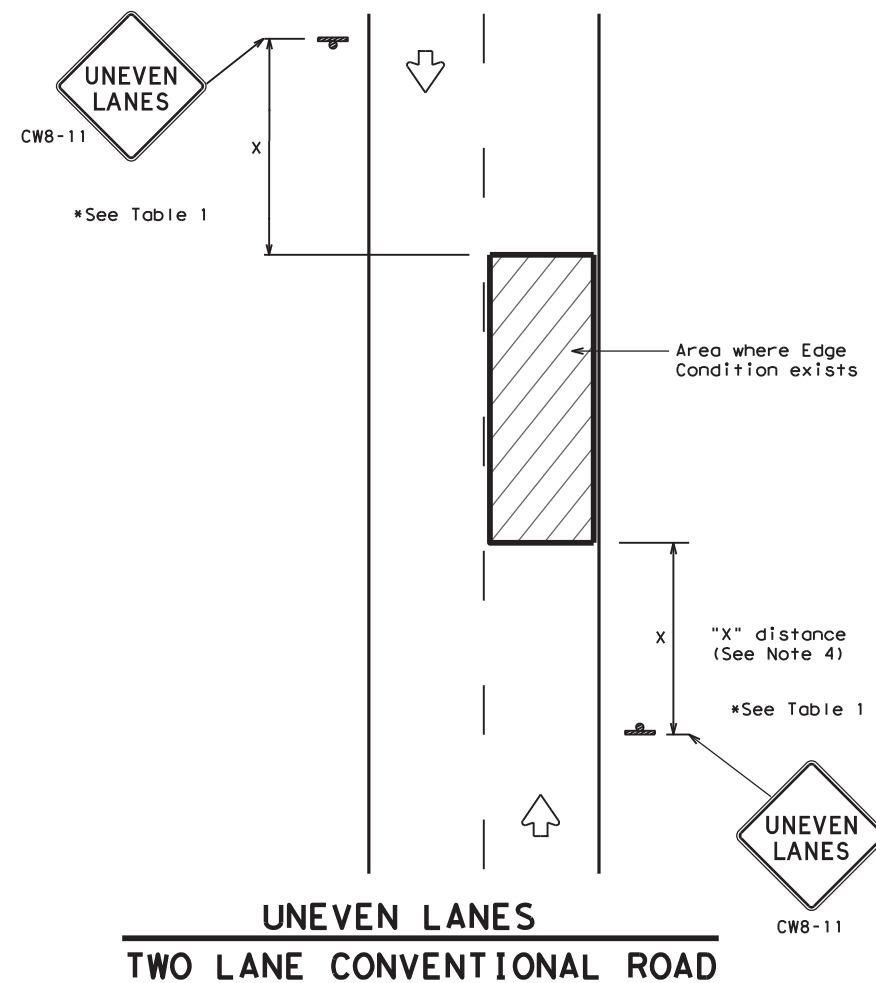 UNEVEN
LANES
CW8-11
X
*See Table 1
Area where Edge
Condition exists
X
"X" distance
(See Note 4)
*See Table 1
UNEVEN
LANES
CW8-11
UNEVEN LANES
TWO LANE CONVENTIONAL ROAD